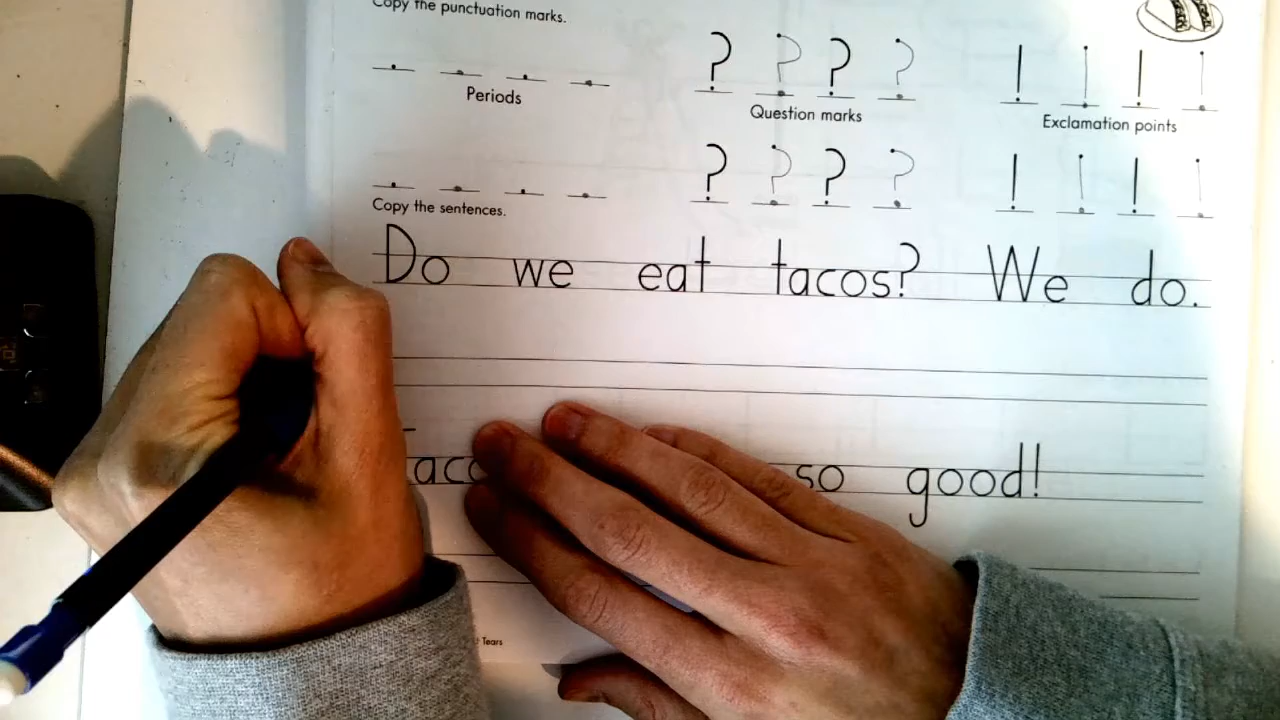 Copy the punctuation marks.
. . . . ? ? ? ? ! ! ! !
Periods Question marks Exclamation points
. . . . ? ? ? ? ! ! ! !
Copy the sentences.
Do we eat tacos? We do.
so good!
Tears